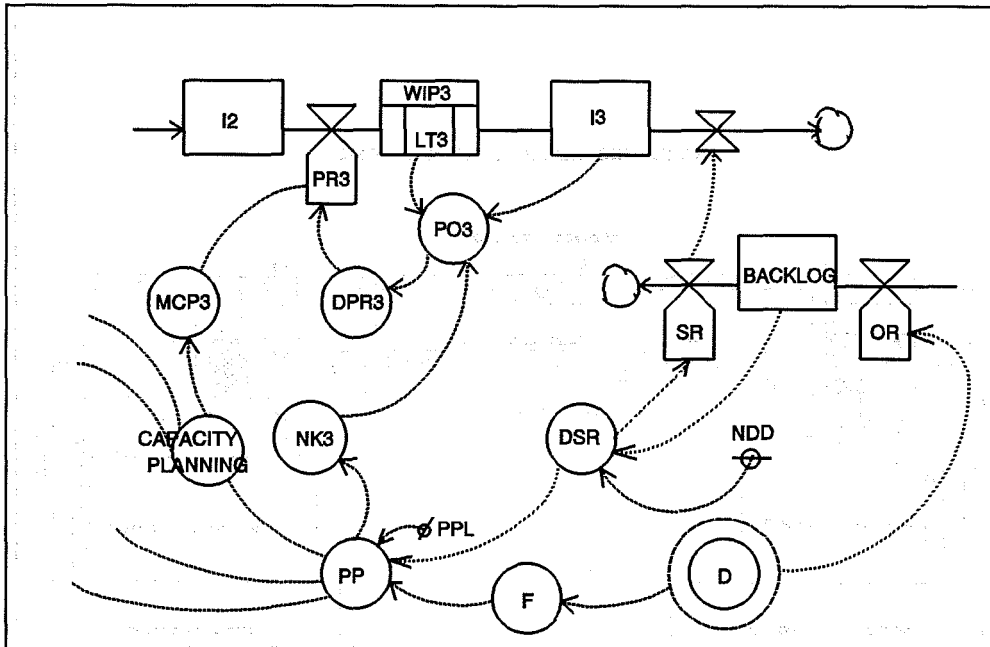 I2
WIP3
LT3
I3
PR3
PO3
MCP3
DPR3
BACKLOG
SR
OR
CAPACITY
PLANNING
NK3
DSR
NDD
PPL
PP
F
D